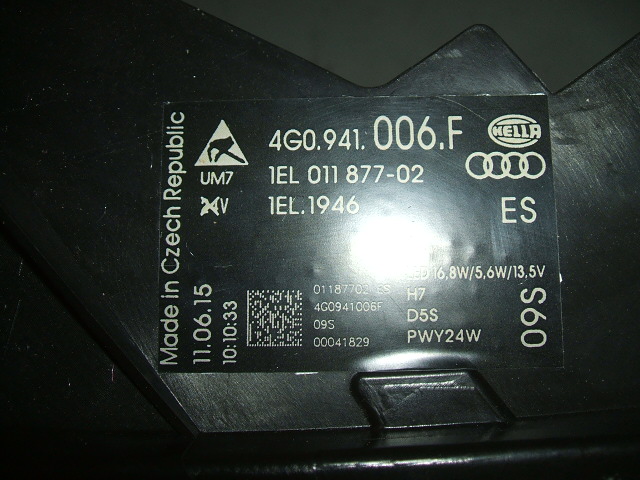 Made in Czech Republic
11.06.15
10:10:33
UM7
4G0.941.006.F
HELLA
1EL 011 877-02
1EL.1946
ES
LED 16,8W/5,6W/13,5V
H7
D5S
PWY24W
09S
01187702 ES
4G0941006F
09S
00041829